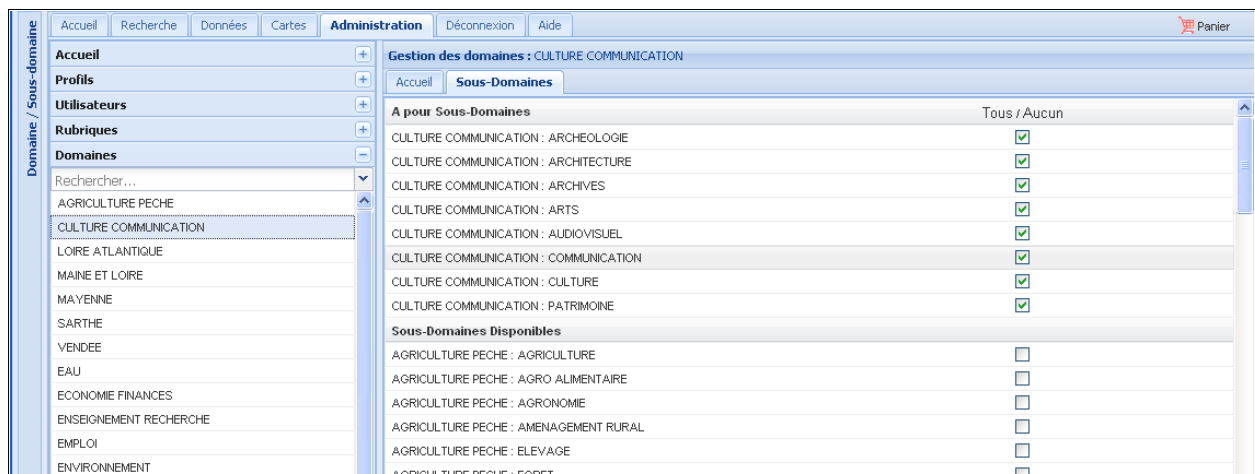 Domaine / Sous-domaine
Accueil Recherche Données Cartes Administration Déconnexion Aide Panier
Accueil
Profils
Utilisateurs
Rubriques
Domaines
Rechercher...
AGRICULTURE PECHE
CULTURE COMMUNICATION
LOIRE ATLANTIQUE
MAINE ET LOIRE
MAYENNE
SARTHE
VENDEE
EAU
ECONOMIE FINANCES
ENSEIGNEMENT RECHERCHE
EMPLOI
ENVIRONNEMENT
Gestion des domaines : CULTURE COMMUNICATION
Accueil Sous-Domaines
A pour Sous-Domaines Tous / Aucun
CULTURE COMMUNICATION : ARCHEOLOGIE
CULTURE COMMUNICATION : ARCHITECTURE
CULTURE COMMUNICATION : ARCHIVES
CULTURE COMMUNICATION : ARTS
CULTURE COMMUNICATION : AUDIOVISUEL
CULTURE COMMUNICATION : COMMUNICATION
CULTURE COMMUNICATION : CULTURE
CULTURE COMMUNICATION : PATRIMOINE
Sous-Domaines Disponibles
AGRICULTURE PECHE : AGRICULTURE
AGRICULTURE PECHE : AGRO ALIMENTAIRE
AGRICULTURE PECHE : AGRONOMIE
AGRICULTURE PECHE : AMENAGEMENT RURAL
AGRICULTURE PECHE : ELEVAGE
AGRICULTURE PECHE : FORET